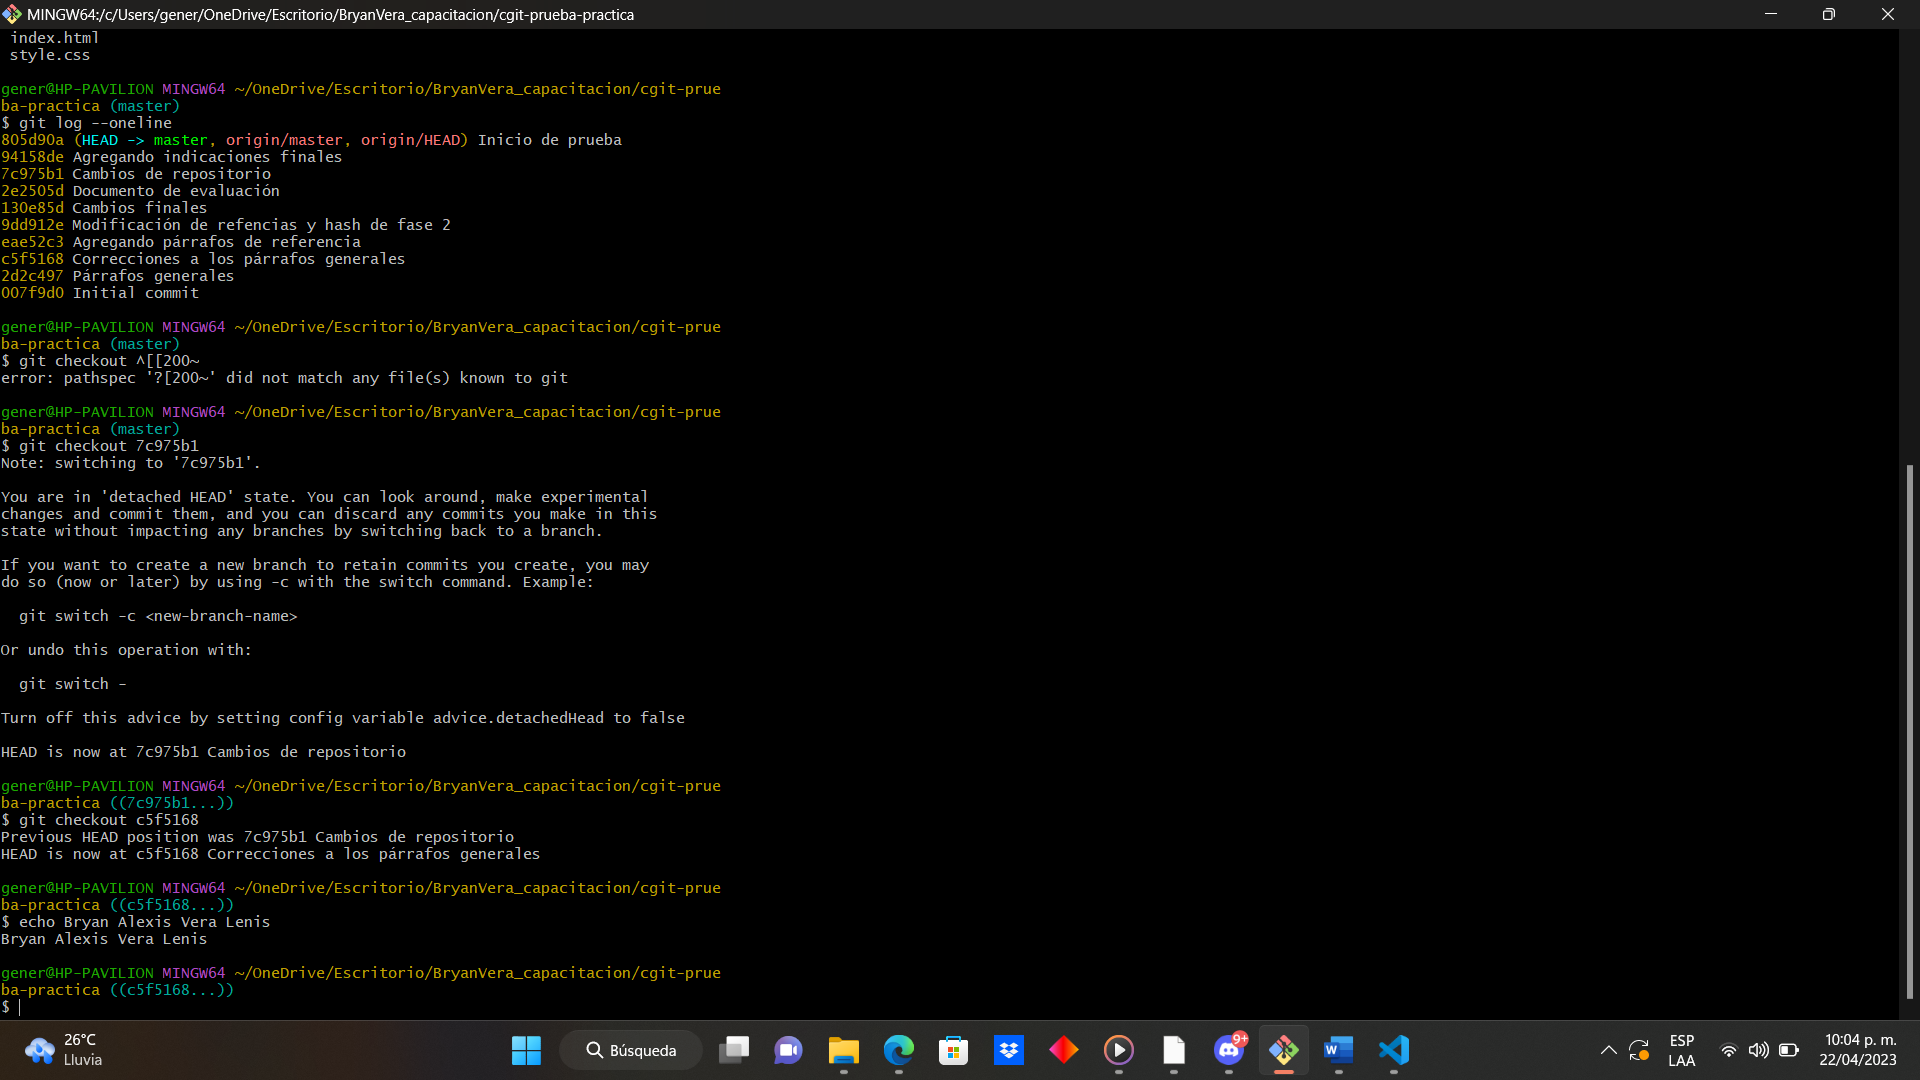 MINGW64:/c/Users/gener/OneDrive/Escritorio/BryanVera_capacitacion/cgit-prueba-practica
index.html
style.css
gener@HP-PAVILION MINGW64 ~/OneDrive/Escritorio/BryanVera_capacitacion/cgit-prue
ba-practica (master)
$ git log --oneline
805d90a (HEAD -> master, origin/master, origin/HEAD) Inicio de prueba
94158de Agregando indicaciones finales
7c975b1 Cambios de repositorio
2e2505d Documento de evaluación
130e85d Cambios finales
9dd912e Modificación de refencias y hash de fase 2
eae52c3 Agregando párrafos de referencia
c5f5168 Correcciones a los párrafos generales
2d2c497 Párrafos generales
007f9d0 Initial commit
gener@HP-PAVILION MINGW64 ~/OneDrive/Escritorio/BryanVera_capacitacion/cgit-prue
ba-practica (master)
$ git checkout ^[[200~
error: pathspec '?[200~' did not match any file(s) known to git
gener@HP-PAVILION MINGW64 ~/OneDrive/Escritorio/BryanVera_capacitacion/cgit-prue
ba-practica (master)
$ git checkout 7c975b1
Note: switching to '7c975b1'.
You are in 'detached HEAD' state. You can look around, make experimental
changes and commit them, and you can discard any commits you make in this
state without impacting any branches by switching back to a branch.
If you want to create a new branch to retain commits you create, you may
do so (now or later) by using -c with the switch command. Example:
git switch -c <new-branch-name>
Or undo this operation with:
git switch -
Turn off this advice by setting config variable advice.detachedHead to false
HEAD is now at 7c975b1 Cambios de repositorio
gener@HP-PAVILION MINGW64 ~/OneDrive/Escritorio/BryanVera_capacitacion/cgit-prue
ba-practica ((7c975b1...))
$ git checkout c5f5168
Previous HEAD position was 7c975b1 Cambios de repositorio
HEAD is now at c5f5168 Correcciones a los párrafos generales
gener@HP-PAVILION MINGW64 ~/OneDrive/Escritorio/BryanVera_capacitacion/cgit-prue
ba-practica ((c5f5168...))
$ echo Bryan Alexis Vera Lenis
Bryan Alexis Vera Lenis
gener@HP-PAVILION MINGW64 ~/OneDrive/Escritorio/BryanVera_capacitacion/cgit-prue
ba-practica ((c5f5168...))
$
26°C
Lluvia
Búsqueda
9+
ESP
LAA
10:04 p. m.
22/04/2023